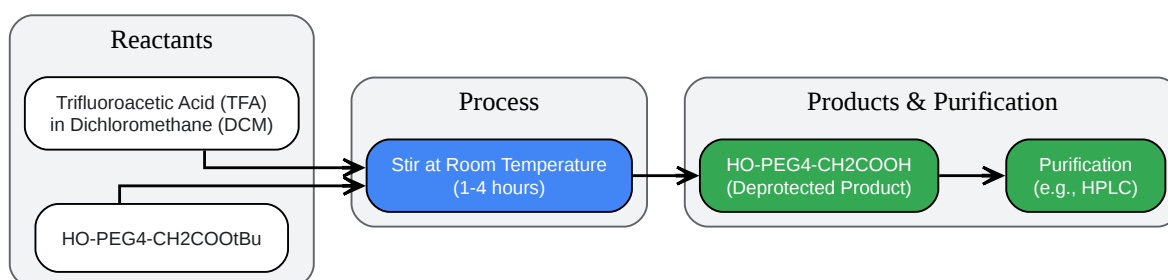 Reactants
Trifluoroacetic Acid (TFA)
in Dichloromethane (DCM)
HO-PEG4-CH2COOtBu
Process
Stir at Room Temperature
(1-4 hours)
Products & Purification
HO-PEG4-CH2COOH
(Deprotected Product)
Purification
(e.g., HPLC)